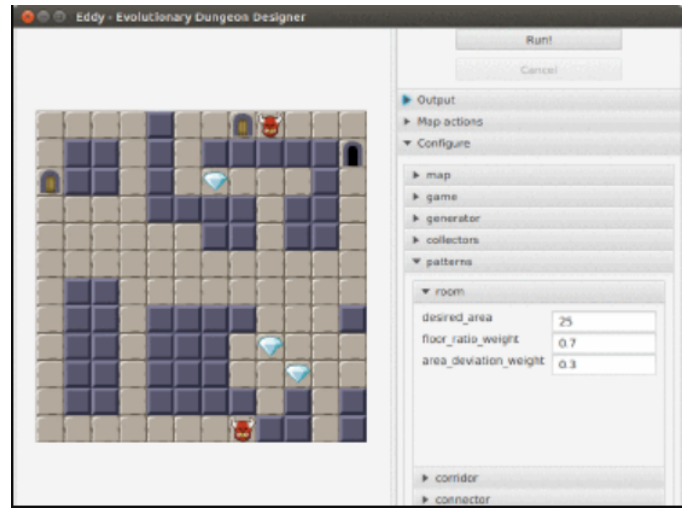 Eddy - Evolutionary Dungeon Designer
Run!
Cancel
Output
Map actions
Configure
map
game
generator
collectors
patterns
room
desired_area 25
floor_ratio_weight 0.7
area_deviation_weight 0.3
corridor
connector